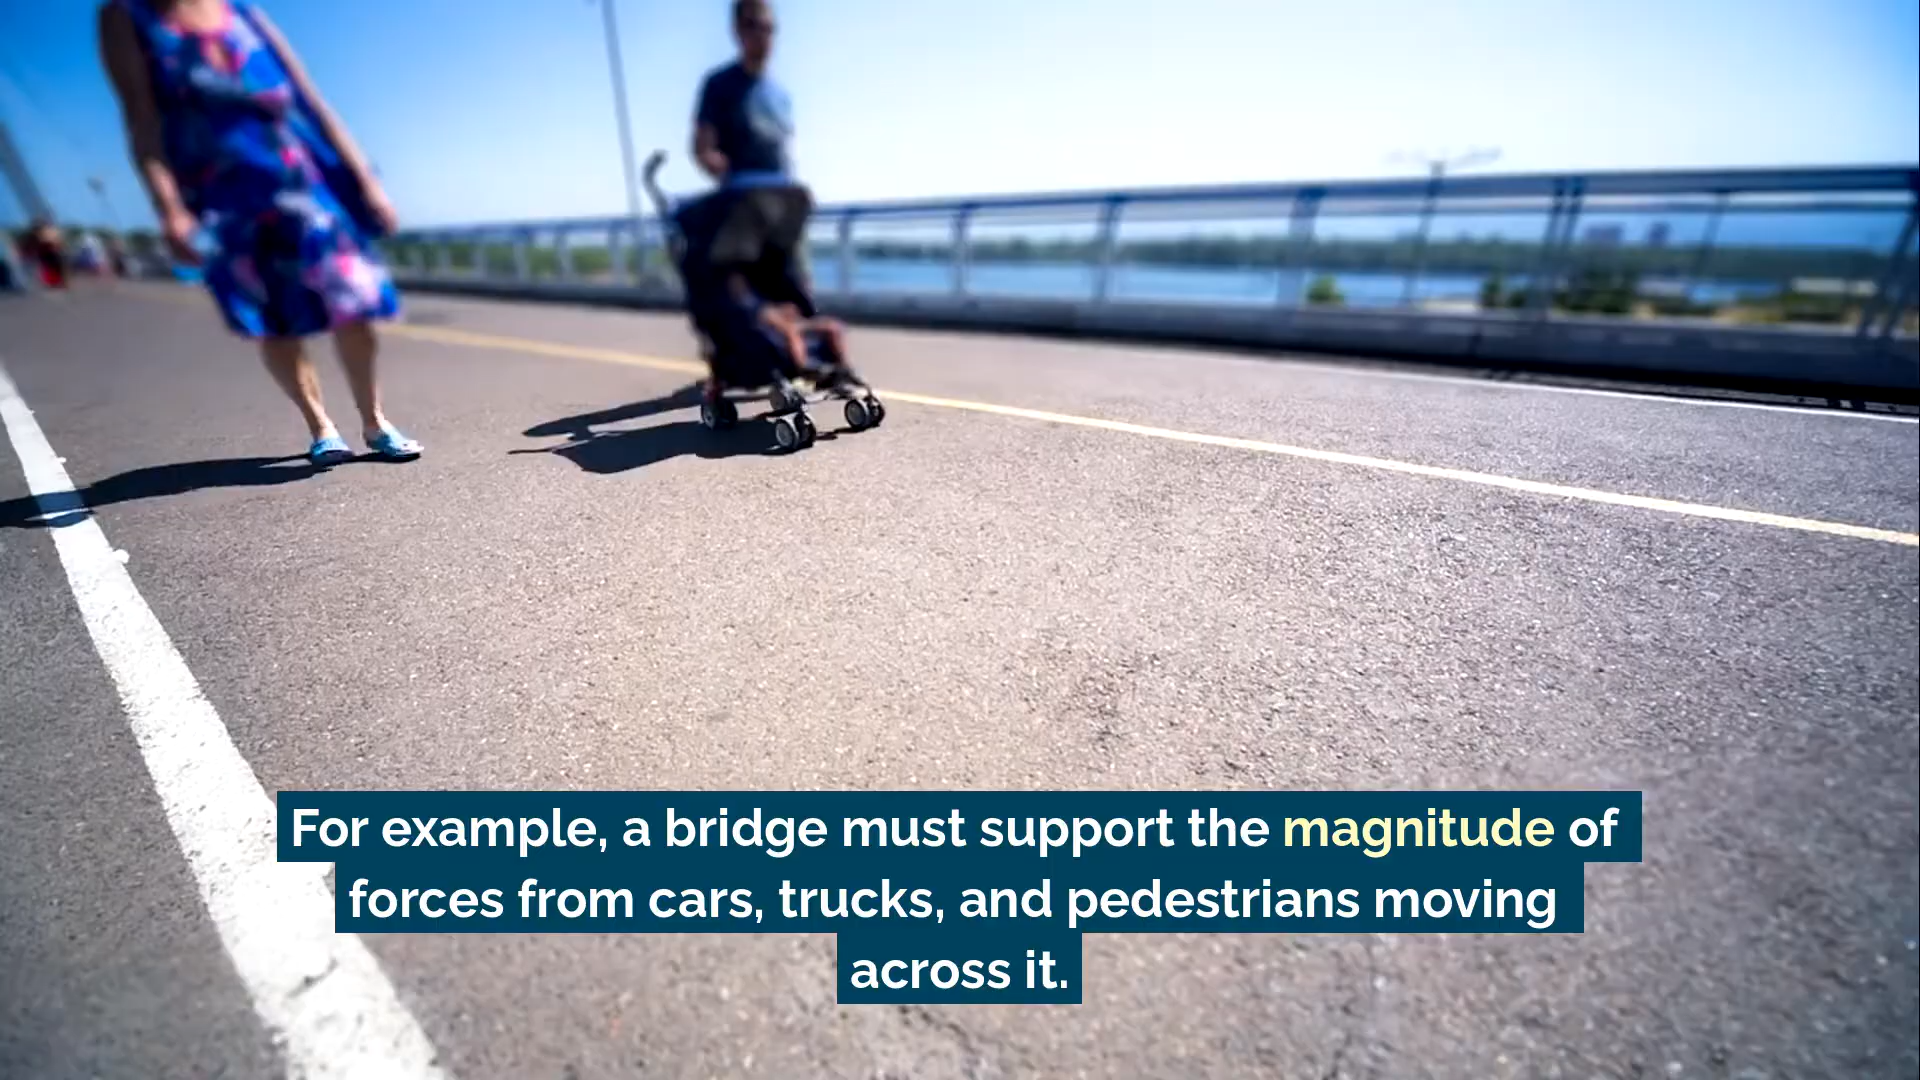 For example, a bridge must support the magnitude of
forces from cars, trucks, and pedestrians moving
across it.